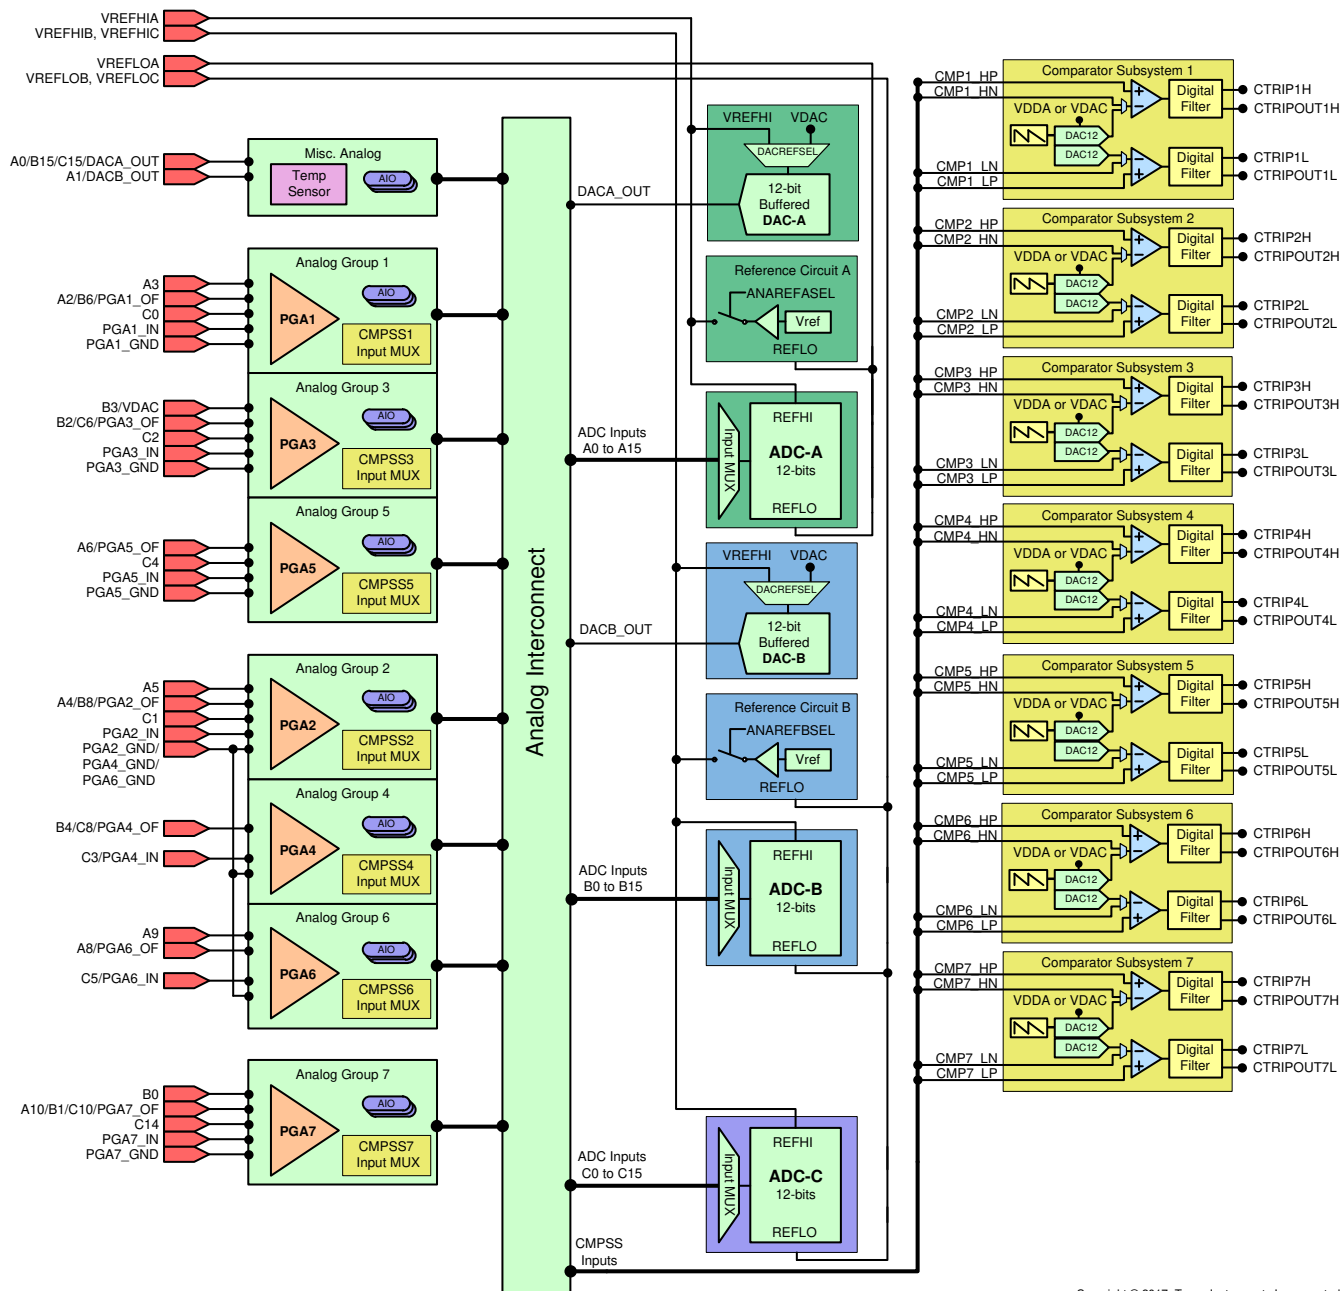 VREFHIA
VREFHIB, VREFHIC
VREFLOA
VREFLOB, VREFLOC
A0/B15/C15/DACA_OUT
A1/DACB_OUT
Misc. Analog
Temp
Sensor
AIO
A3
A2/B6/PGA1_OF
C0
PGA1_IN
PGA1_GND
Analog Group 1
PGA1
AIO
CMPSS1
Input MUX
B3/VDAC
B2/C6/PGA3_OF
C2
PGA3_IN
PGA3_GND
Analog Group 3
PGA3
AIO
CMPSS3
Input MUX
A6/PGA5_OF
C4
PGA5_IN
PGA5_GND
Analog Group 5
PGA5
AIO
CMPSS5
Input MUX
A5
A4/B8/PGA2_OF
C1
PGA2_IN
PGA2_GND/
PGA4_GND/
PGA6_GND
Analog Group 2
PGA2
AIO
CMPSS2
Input MUX
B4/C8/PGA4_OF
C3/PGA4_IN
Analog Group 4
PGA4
AIO
CMPSS4
Input MUX
A9
A8/PGA6_OF
C5/PGA6_IN
Analog Group 6
PGA6
AIO
CMPSS6
Input MUX
B0
A10/B1/C10/PGA7_OF
C14
PGA7_IN
PGA7_GND
Analog Group 7
PGA7
AIO
CMPSS7
Input MUX
Analog Interconnect
DACA_OUT
VREFHI
VDAC
DACREFSEL
12-bit
Buffered
DAC-A
Reference Circuit A
ANAREFASEL
Vref
REFLO
ADC Inputs
A0 to A15
Input MUX
REFHI
ADC-A
12-bits
REFLO
DACB_OUT
VREFHI
VDAC
DACREFSEL
12-bit
Buffered
DAC-B
Reference Circuit B
ANAREFBSEL
Vref
REFLO
ADC Inputs
B0 to B15
Input MUX
REFHI
ADC-B
12-bits
REFLO
ADC Inputs
C0 to C15
Input MUX
REFHI
ADC-C
12-bits
REFLO
CMPSS
Inputs
CMP1_HP
CMP1_HN
CMP1_LN
CMP1_LP
Comparator Subsystem 1
VDDA or VDAC
DAC12
DAC12
Digital
Filter
Digital
Filter
CTRIP1H
CTRIPOUT1H
CTRIP1L
CTRIPOUT1L
CMP2_HP
CMP2_HN
CMP2_LN
CMP2_LP
Comparator Subsystem 2
VDDA or VDAC
DAC12
DAC12
Digital
Filter
Digital
Filter
CTRIP2H
CTRIPOUT2H
CTRIP2L
CTRIPOUT2L
CMP3_HP
CMP3_HN
CMP3_LN
CMP3_LP
Comparator Subsystem 3
VDDA or VDAC
DAC12
DAC12
Digital
Filter
Digital
Filter
CTRIP3H
CTRIPOUT3H
CTRIP3L
CTRIPOUT3L
CMP4_HP
CMP4_HN
CMP4_LN
CMP4_LP
Comparator Subsystem 4
VDDA or VDAC
DAC12
DAC12
Digital
Filter
Digital
Filter
CTRIP4H
CTRIPOUT4H
CTRIP4L
CTRIPOUT4L
CMP5_HP
CMP5_HN
CMP5_LN
CMP5_LP
Comparator Subsystem 5
VDDA or VDAC
DAC12
DAC12
Digital
Filter
Digital
Filter
CTRIP5H
CTRIPOUT5H
CTRIP5L
CTRIPOUT5L
CMP6_HP
CMP6_HN
CMP6_LN
CMP6_LP
Comparator Subsystem 6
VDDA or VDAC
DAC12
DAC12
Digital
Filter
Digital
Filter
CTRIP6H
CTRIPOUT6H
CTRIP6L
CTRIPOUT6L
CMP7_HP
CMP7_HN
CMP7_LN
CMP7_LP
Comparator Subsystem 7
VDDA or VDAC
DAC12
DAC12
Digital
Filter
Digital
Filter
CTRIP7H
CTRIPOUT7H
CTRIP7L
CTRIPOUT7L